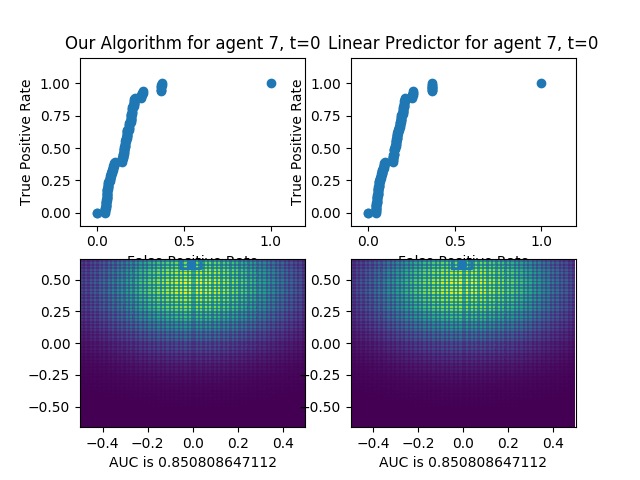 Our Algorithm for agent 7, t=0
Linear Predictor for agent 7, t=0
True Positive Rate
1.00
0.75
0.50
0.25
0.00
0.0 0.5 1.0
False Positive Rate
True Positive Rate
1.00
0.75
0.50
0.25
0.00
0.0 0.5 1.0
False Positive Rate
0.50
0.25
0.00
−0.25
−0.50
−0.4 −0.2 0.0 0.2 0.4
AUC is 0.850808647112
0.50
0.25
0.00
−0.25
−0.50
−0.4 −0.2 0.0 0.2 0.4
AUC is 0.850808647112